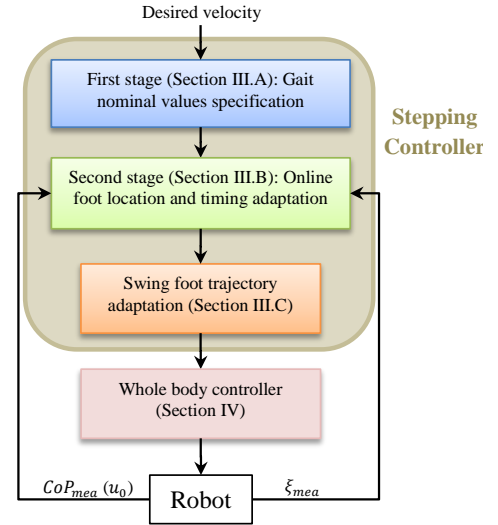 Desired velocity
First stage (Section III.A): Gait
nominal values specification
Stepping
Controller
Second stage (Section III.B): Online
foot location and timing adaptation
Swing foot trajectory
adaptation (Section III.C)
Whole body controller
(Section IV)
CoP_mea (u_0)
Robot
ξ_mea